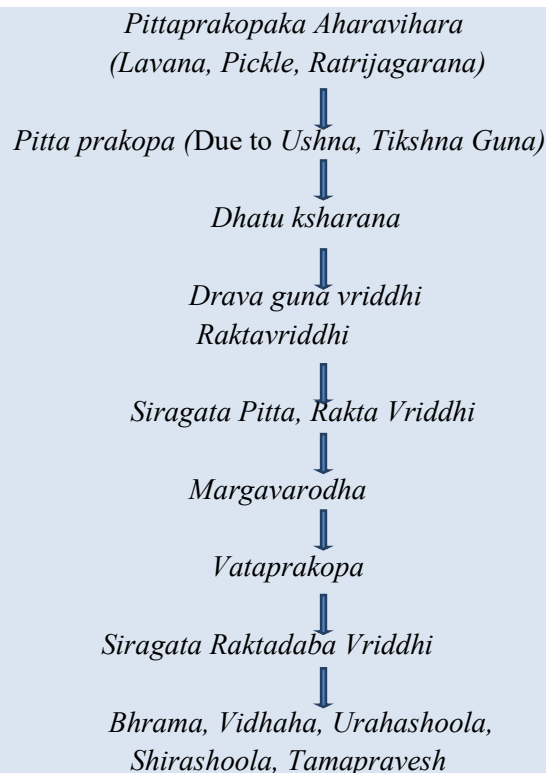 Pittaprakopaka Aharavihara
(Lavana, Pickle, Ratrijagarana)
Pitta prakopa (Due to Ushna, Tikshna Guna)
Dhatu ksharana
Drava guna vriddhi
Raktavriddhi
Siragata Pitta, Rakta Vriddhi
Margavarodha
Vataprakopa
Siragata Raktadaba Vriddhi
Bhrama, Vidhaha, Urahashoola,
Shirashoola, Tamapravesh